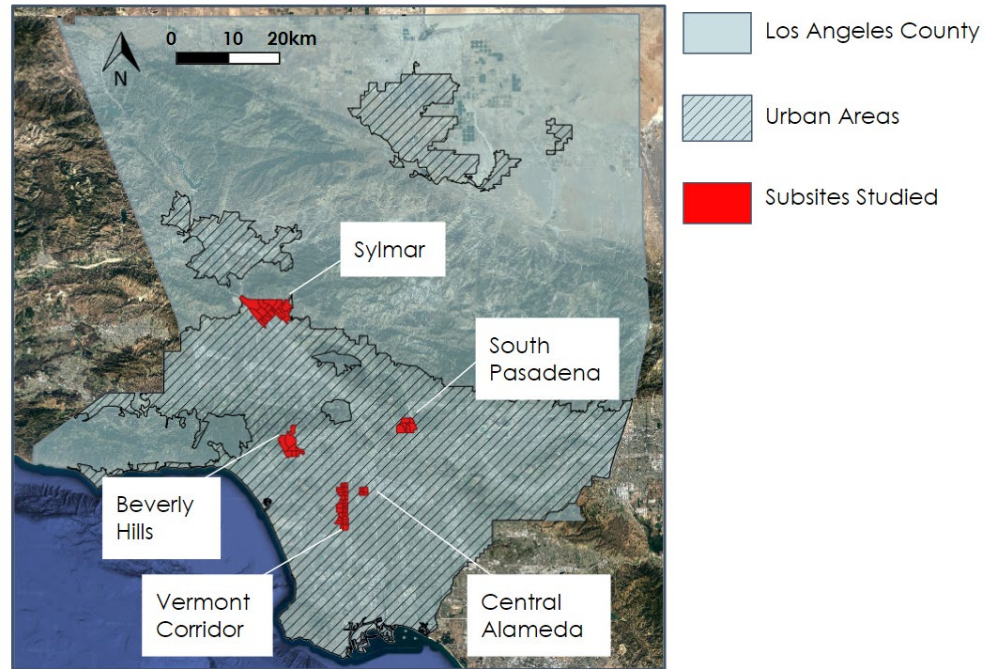 0 10 20km
N
Sylmar
South
Pasadena
Beverly
Hills
Vermont
Corridor
Central
Alameda
Los Angeles County
Urban Areas
Subsites Studied